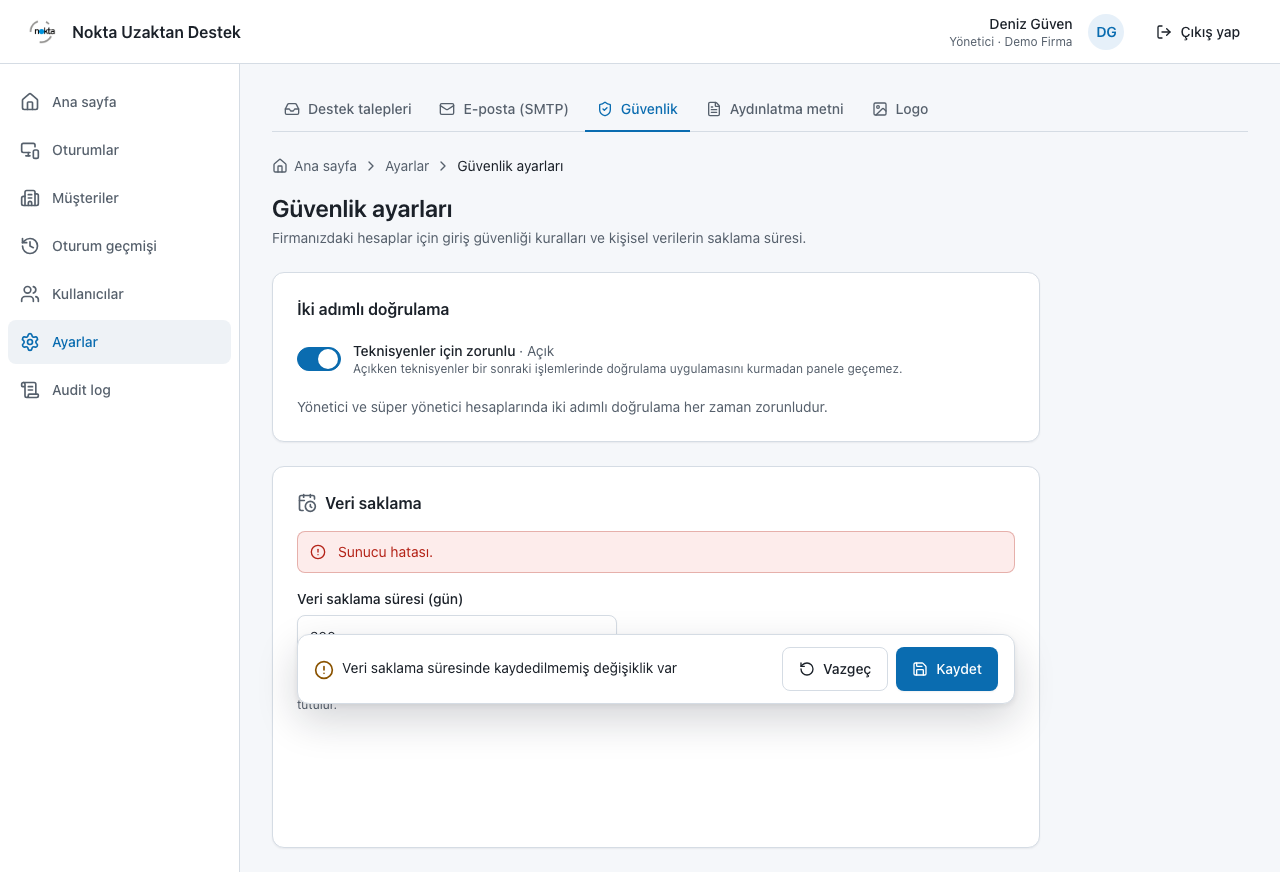 nokta
Nokta Uzaktan Destek
Deniz Güven
Yönetici · Demo Firma
DG
Çıkış yap
Ana sayfa
Oturumlar
Müşteriler
Oturum geçmişi
Kullanıcılar
Ayarlar
Audit log
Destek talepleri
E-posta (SMTP)
Güvenlik
Aydınlatma metni
Logo
Ana sayfa
Ayarlar
Güvenlik ayarları
Güvenlik ayarları
Firmanızdaki hesaplar için giriş güvenliği kuralları ve kişisel verilerin saklama süresi.
İki adımlı doğrulama
Teknisyenler için zorunlu · Açık
Açıkken teknisyenler bir sonraki işlemlerinde doğrulama uygulamasını kurmadan panele geçemez.
Yönetici ve süper yönetici hesaplarında iki adımlı doğrulama her zaman zorunludur.
Veri saklama
Sunucu hatası.
Veri saklama süresi (gün)
Veri saklama süresinde kaydedilmemiş değişiklik var
Vazgeç
Kaydet
tutulur.